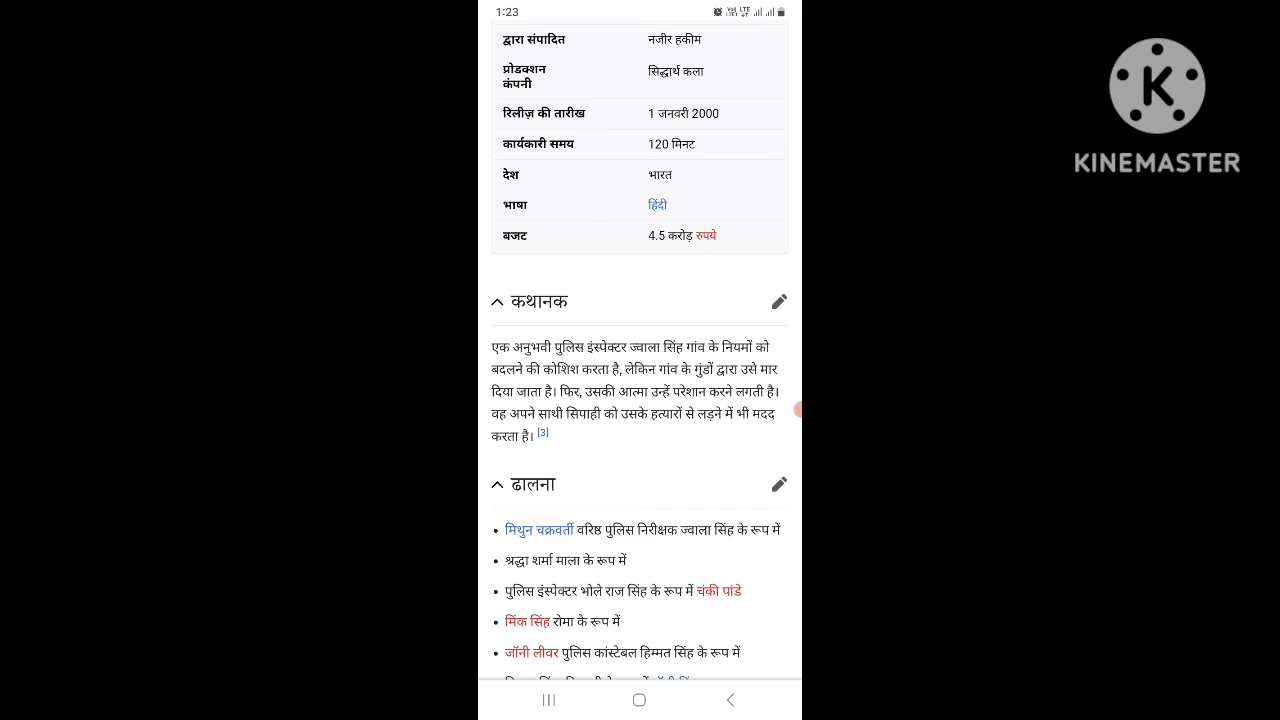 1:23
द्वारा संपादित नजीर हकीम
प्रोडक्शन
कंपनी
सिद्धार्थ कला
रिलीज़ की तारीख 1 जनवरी 2000
कार्यकारी समय 120 मिनट
देश भारत
भाषा हिंदी
बजट 4.5 करोड़ रुपये
कथानक
एक अनुभवी पुलिस इंस्पेक्टर ज्वाला सिंह गांव के नियमों को
बदलने की कोशिश करता है, लेकिन गांव के गुंडों द्वारा उसे मार
दिया जाता है। फिर, उसकी आत्मा उन्हें परेशान करने लगती है।
वह अपने साथी सिपाही को उसके हत्यारों से लड़ने में भी मदद
करता है। [3]
ढालना
• मिथुन चक्रवर्ती वरिष्ठ पुलिस निरीक्षक ज्वाला सिंह के रूप में
• श्रद्धा शर्मा माला के रूप में
• पुलिस इंस्पेक्टर भोले राज सिंह के रूप में चंकी पांडे
• मिंक सिंह रोमा के रूप में
• जॉनी लीवर पुलिस कांस्टेबल हिम्मत सिंह के रूप में
K
KINEMASTER